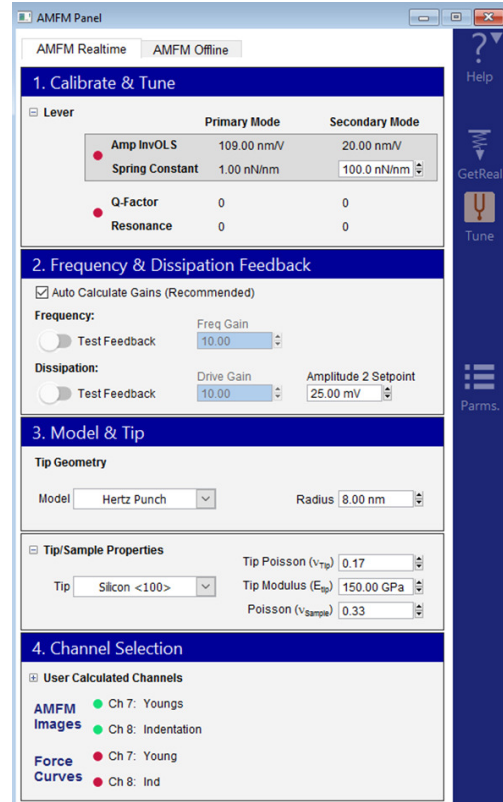 AMFM Panel
AMFM Realtime AMFM Offline
? Help
1. Calibrate & Tune
Lever
Primary Mode Secondary Mode
Amp InvOLS 109.00 nm/V 20.00 nm/V
Spring Constant 1.00 nN/nm 100.0 nN/nm
GetReal
Q-Factor 0 0
Resonance 0 0
Tune
2. Frequency & Dissipation Feedback
Auto Calculate Gains (Recommended)
Frequency:
Freq Gain
Test Feedback 10.00
Dissipation:
Drive Gain Amplitude 2 Setpoint
Test Feedback 10.00 25.00 mV
Parms.
3. Model & Tip
Tip Geometry
Model Hertz Punch Radius 8.00 nm
Tip/Sample Properties
Tip Poisson (νTip) 0.17
Tip Silicon <100> Tip Modulus (Etip) 150.00 GPa
Poisson (νSample) 0.33
4. Channel Selection
User Calculated Channels
AMFM Images
Ch 7: Youngs
Ch 8: Indentation
Force Curves
Ch 7: Young
Ch 8: Ind